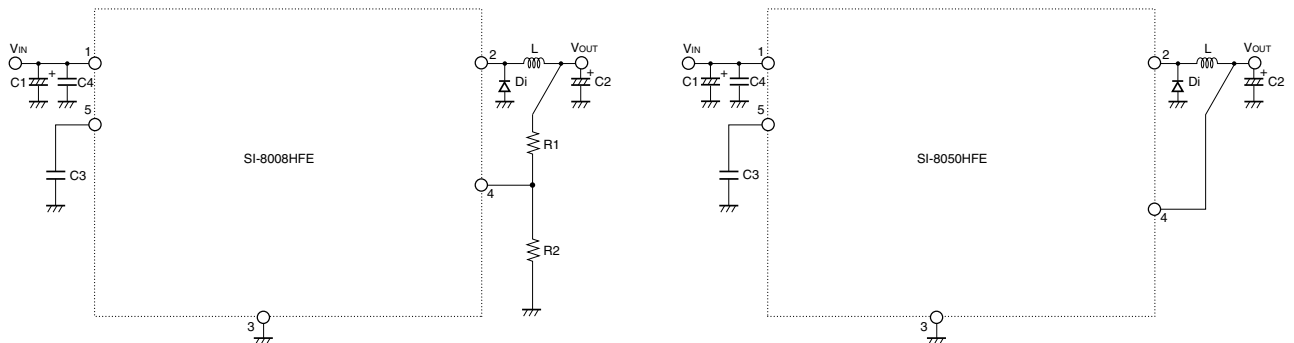 VIN
1
C1
+
C4
5
C3
SI-8008HFE
3
2
L
VOUT
Di
+
C2
R1
4
R2
VIN
1
C1
+
C4
5
C3
SI-8050HFE
3
2
L
VOUT
Di
+
C2
4